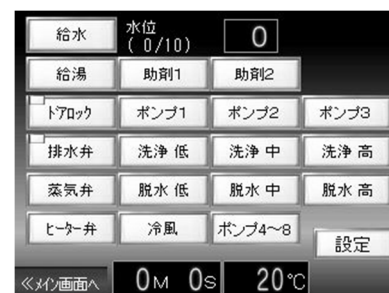 給水 水位 0
( 0/10)
給湯 助剤1 助剤2
ドアロック ポンプ1 ポンプ2 ポンプ3
排水弁 洗浄 低 洗浄 中 洗浄 高
蒸気弁 脱水 低 脱水 中 脱水 高
ヒーター弁 冷風 ポンプ4～8
設定
≪メイン画面へ 0M 0S 20℃